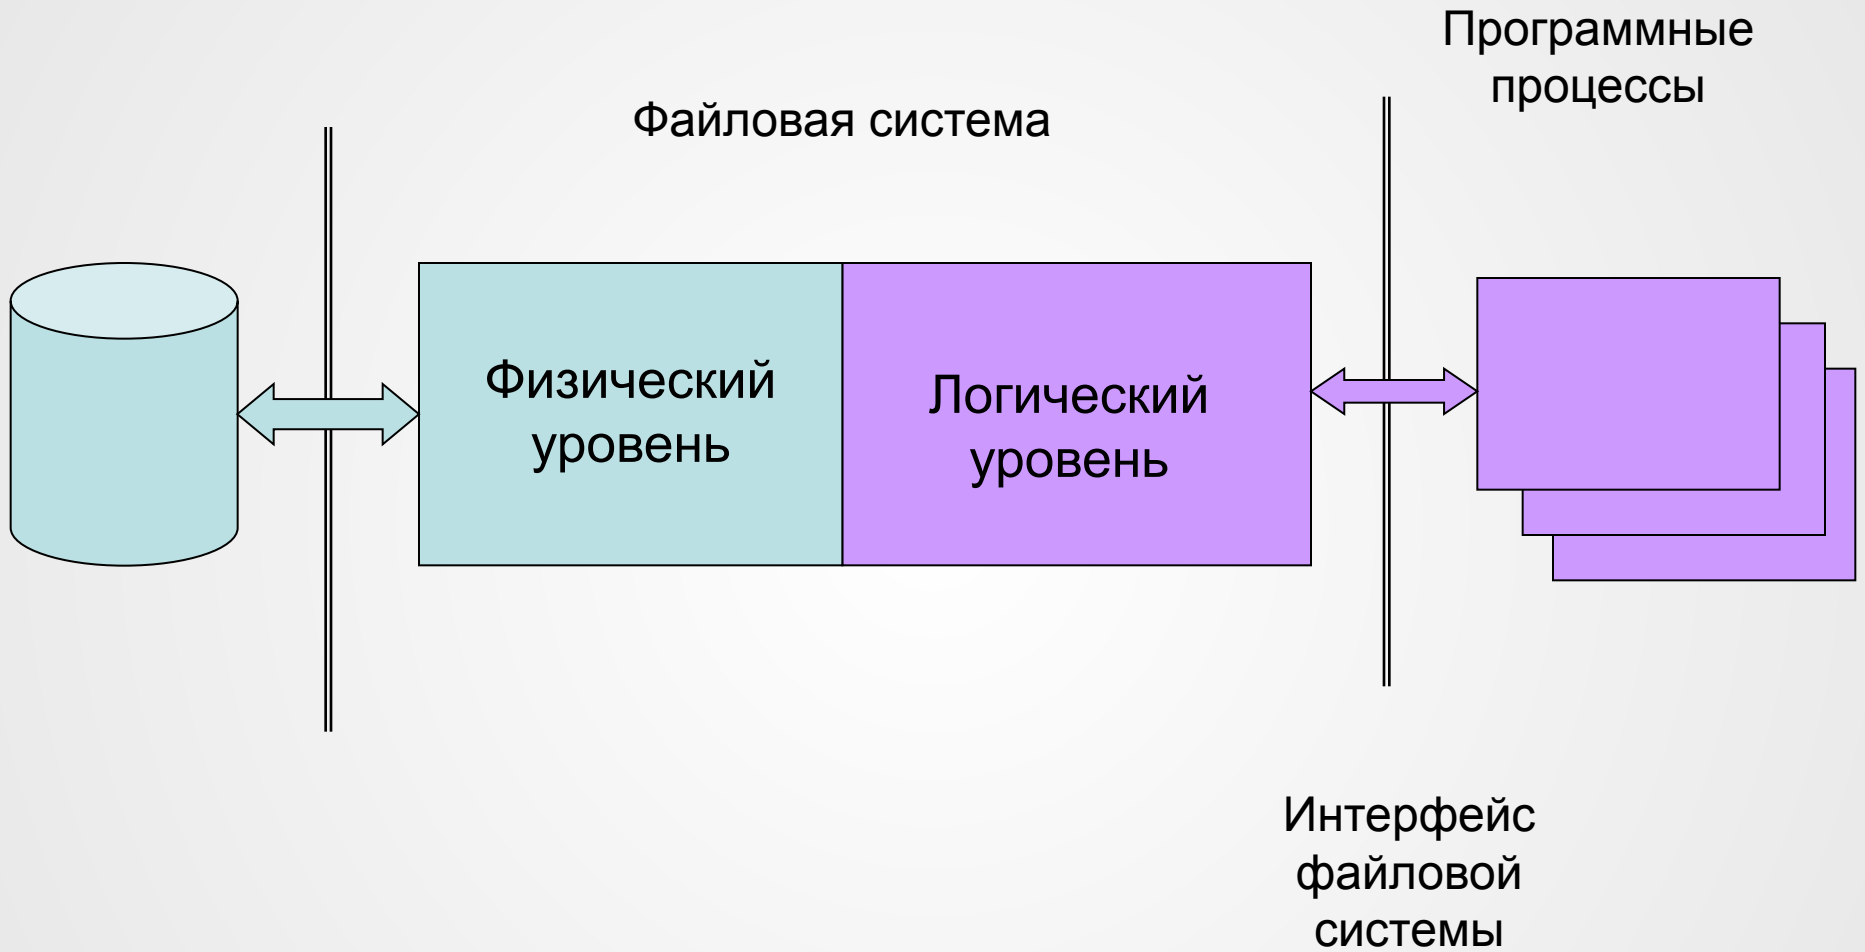 Программные
процессы
Файловая система
Физический
уровень
Логический
уровень
Интерфейс
файловой
системы